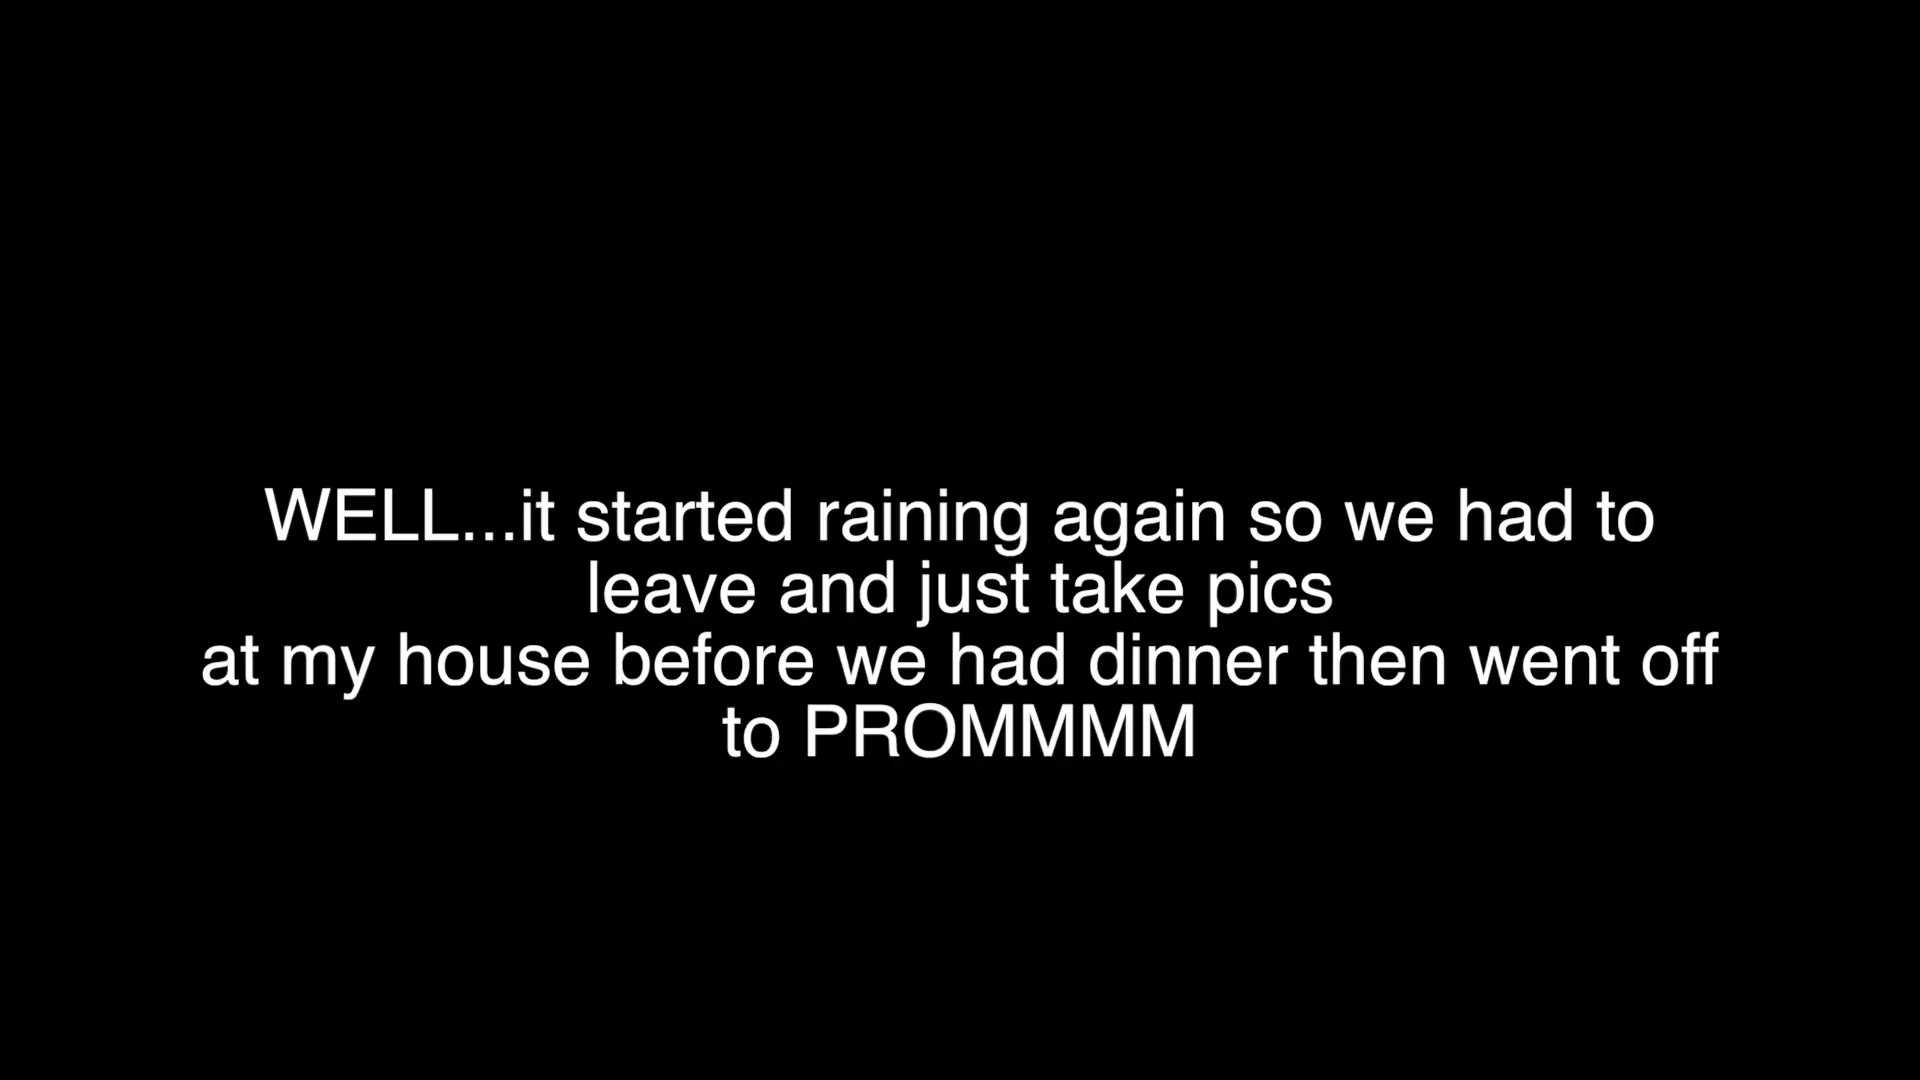 WELL...it started raining again so we had to
leave and just take pics
at my house before we had dinner then went off
to PROMMMM